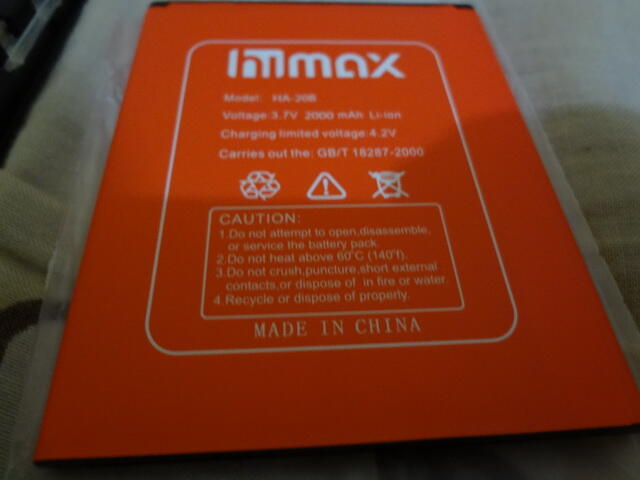 IMmax
Model: HA-20B
Voltage:3.7V 2000 mAh Li-ion
Charging limited voltage:4.2V
Carries out the: GB/T 18287-2000
CAUTION:
1.Do not attempt to open,disassemble,
or service the battery pack.
2.Do not heat above 60°C (140°f).
3.Do not crush,puncture,short external
contacts,or dispose of in fire or water.
4.Recycle or dispose of properly.
MADE IN CHINA